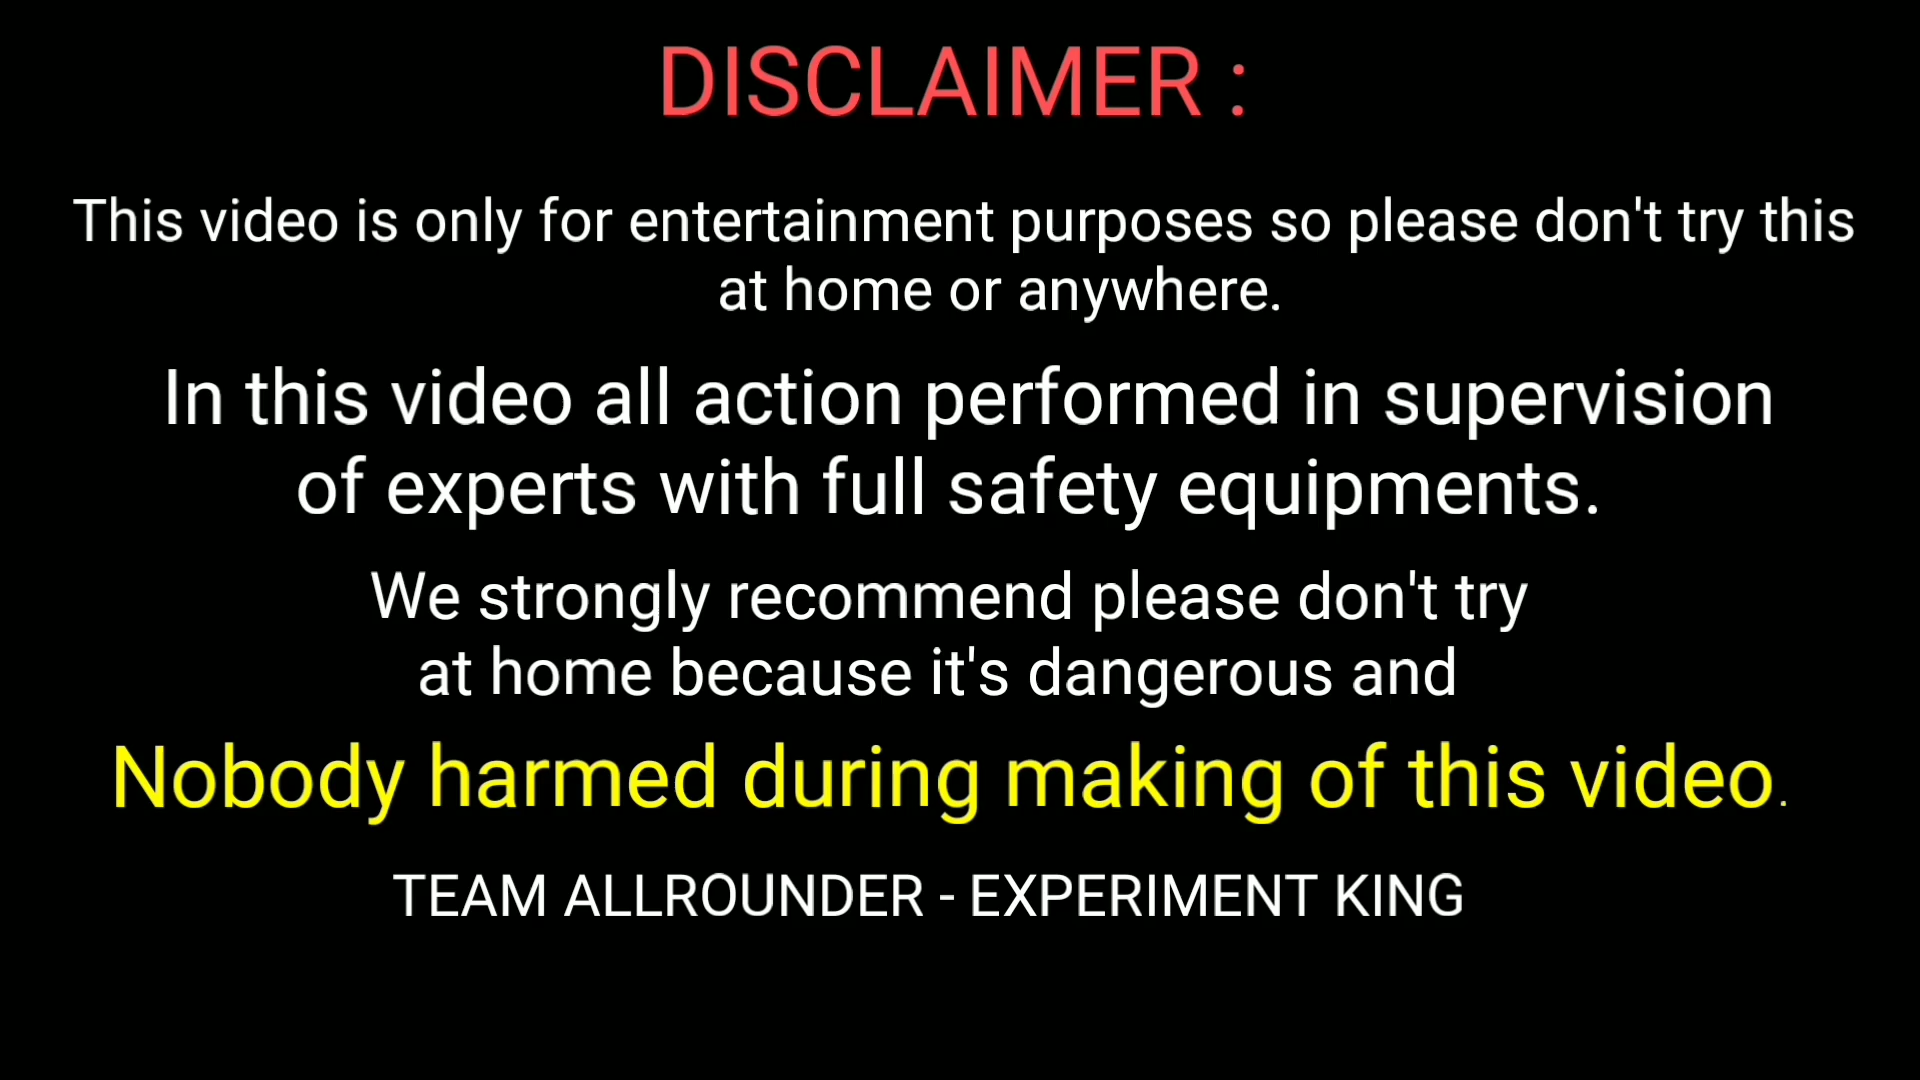 DISCLAIMER :
This video is only for entertainment purposes so please don't try this
at home or anywhere.
In this video all action performed in supervision
of experts with full safety equipments.
We strongly recommend please don't try
at home because it's dangerous and
Nobody harmed during making of this video.
TEAM ALLROUNDER - EXPERIMENT KING